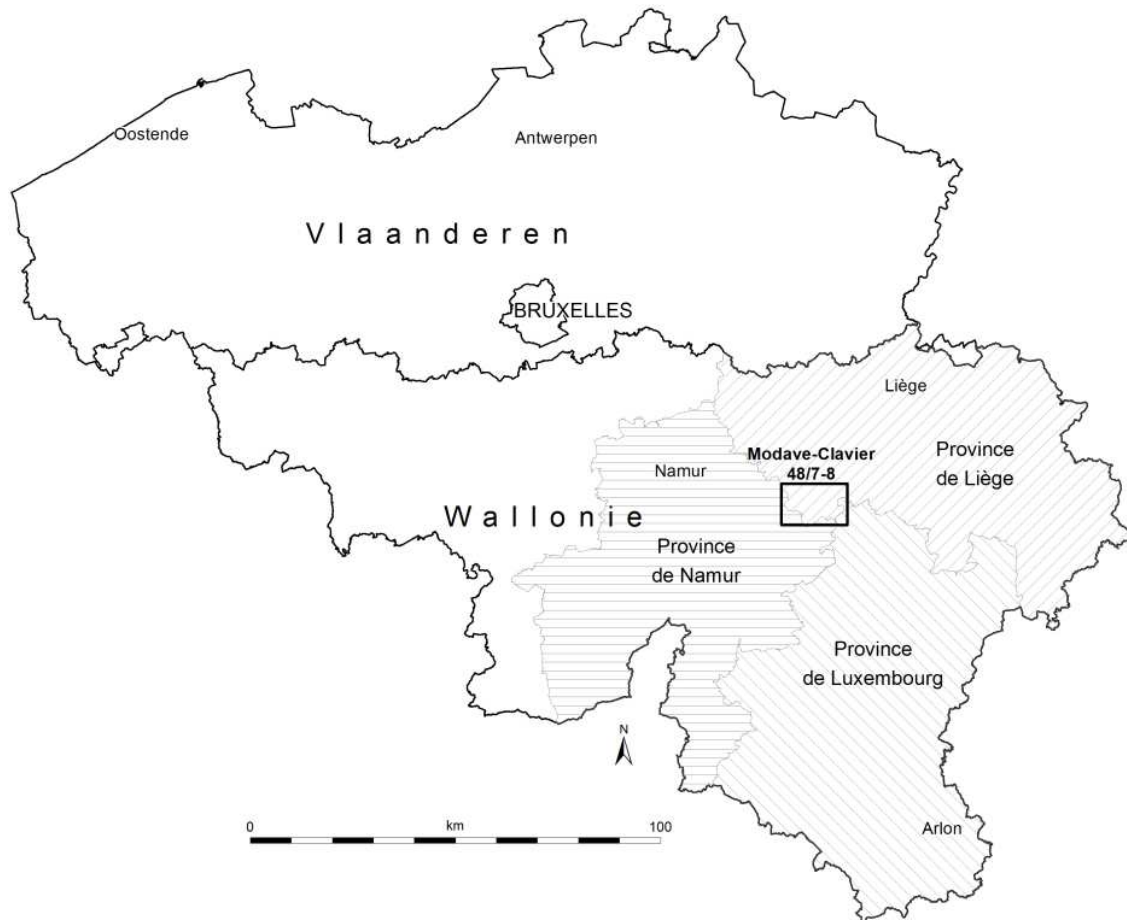 Oostende
Antwerpen
Vlaanderen
BRUXELLES
Liège
Modave-Clavier
48/7-8
Province
de Liège
Namur
Wallonie
Province
de Namur
Province
de Luxembourg
N
0 km 100
Arlon